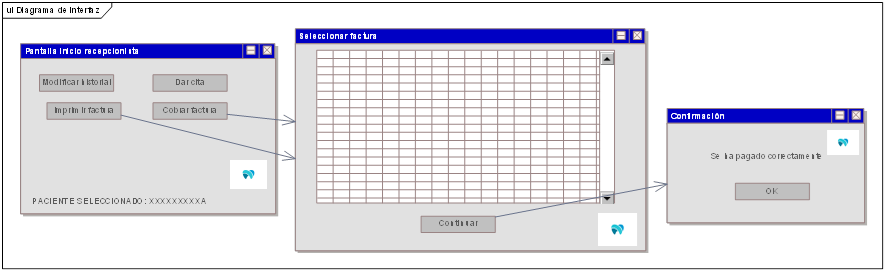 ui Diagrama de Interfaz
Pantalla inicio recepcionista
Modificar historial
Dar cita
Imprimir factura
Cobrar factura
PACIENTE SELECCIONADO: XXXXXXXXXA
Seleccionar factura
Continuar
Confirmación
Se ha pagado correctamente
OK